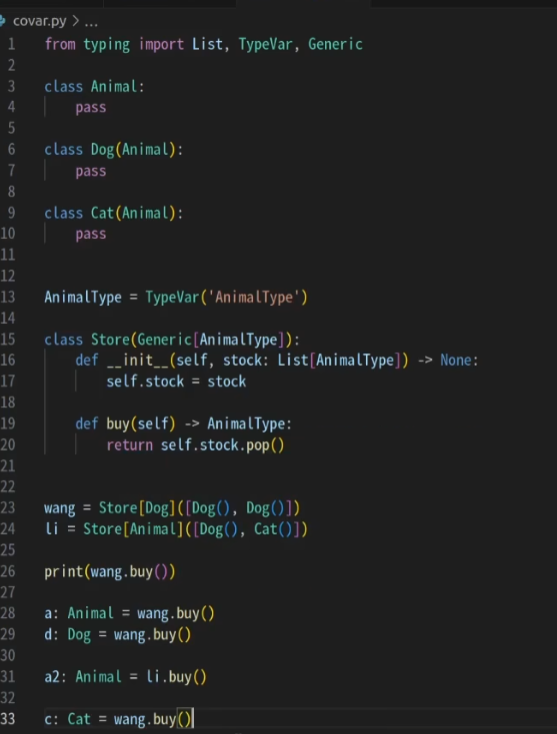 covar.py > ...
1 from typing import List, TypeVar, Generic
2
3 class Animal:
4     pass
5
6 class Dog(Animal):
7     pass
8
9 class Cat(Animal):
10     pass
11
12
13 AnimalType = TypeVar('AnimalType')
14
15 class Store(Generic[AnimalType]):
16     def __init__(self, stock: List[AnimalType]) -> None:
17         self.stock = stock
18
19     def buy(self) -> AnimalType:
20         return self.stock.pop()
21
22
23 wang = Store[Dog]([Dog(), Dog()])
24 li = Store[Animal]([Dog(), Cat()])
25
26 print(wang.buy())
27
28 a: Animal = wang.buy()
29 d: Dog = wang.buy()
30
31 a2: Animal = li.buy()
32
33 c: Cat = wang.buy()